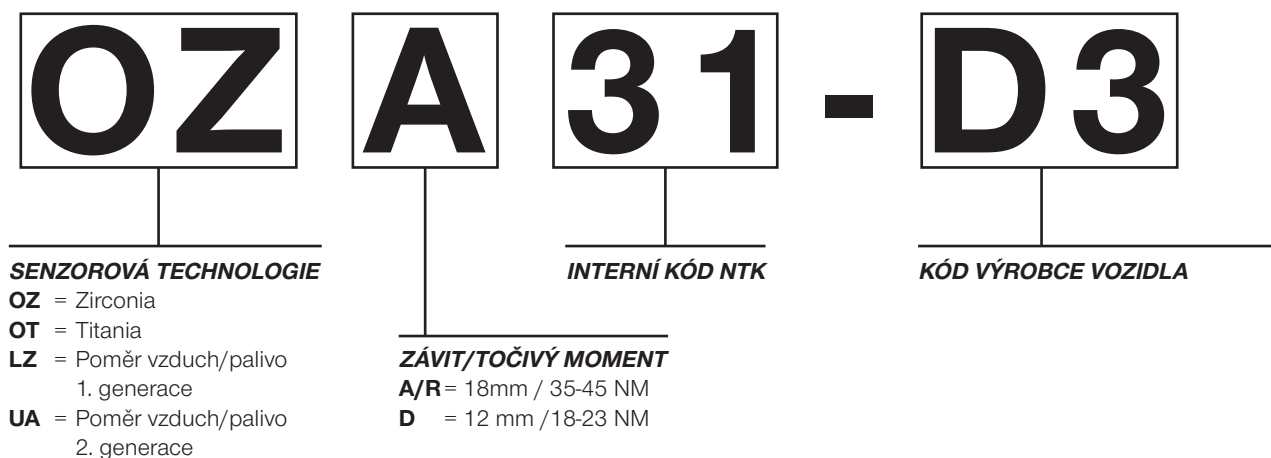 OZ A 31 - D3
SENZOROVÁ TECHNOLOGIE
OZ = Zirconia
OT = Titania
LZ = Poměr vzduch/palivo
1. generace
UA = Poměr vzduch/palivo
2. generace
ZÁVIT/TOČIVÝ MOMENT
A/R = 18mm / 35-45 NM
D = 12 mm /18-23 NM
INTERNÍ KÓD NTK
KÓD VÝROBCE VOZIDLA